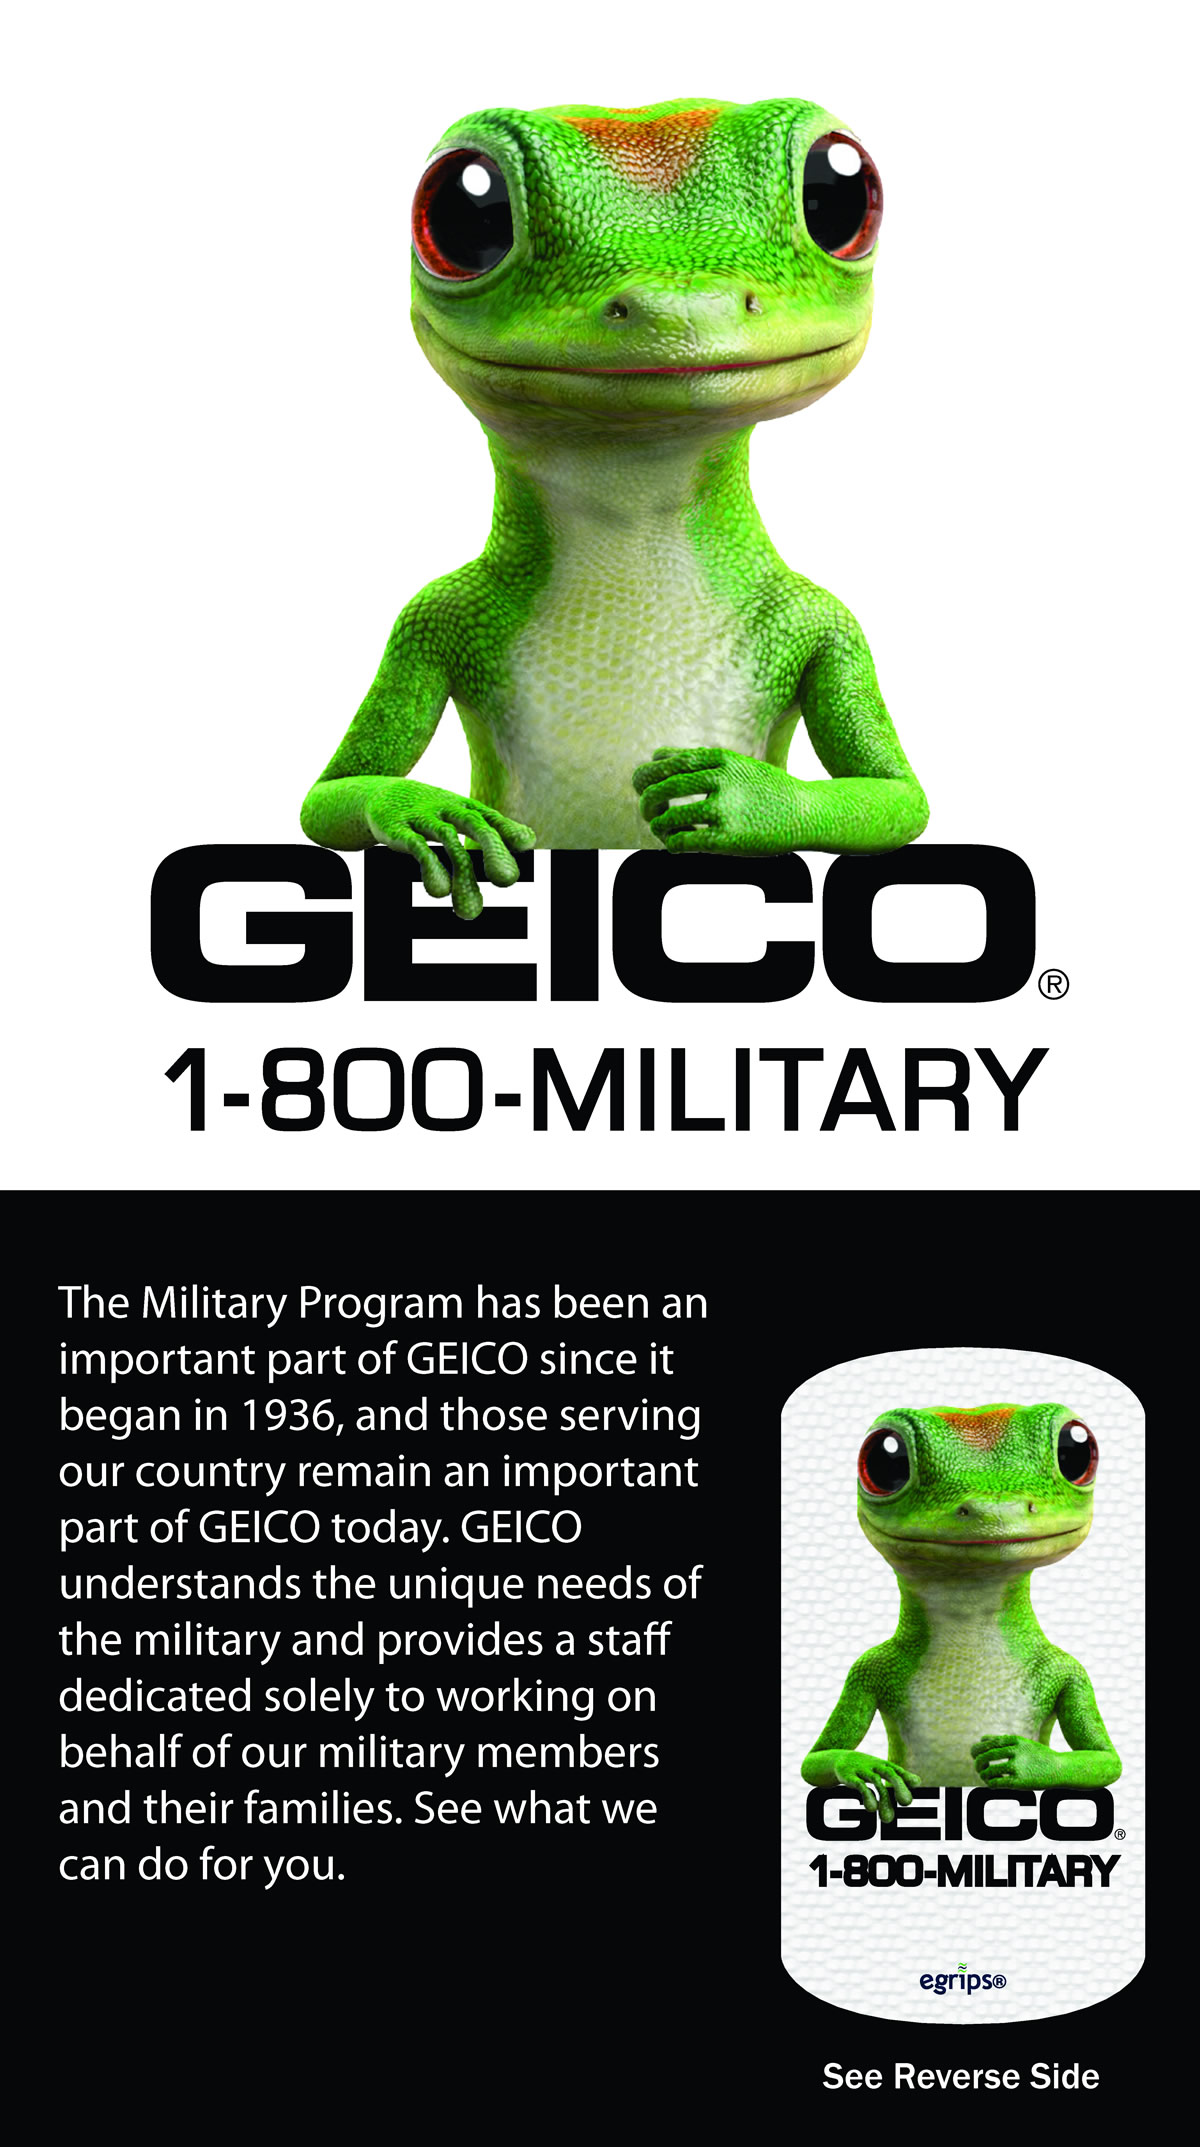 GEICO®
1-800-MILITARY
The Military Program has been an
important part of GEICO since it
began in 1936, and those serving
our country remain an important
part of GEICO today. GEICO
understands the unique needs of
the military and provides a staff
dedicated solely to working on
behalf of our military members
and their families. See what we
can do for you.
GEICO®
1-800-MILITARY
egrips®
See Reverse Side